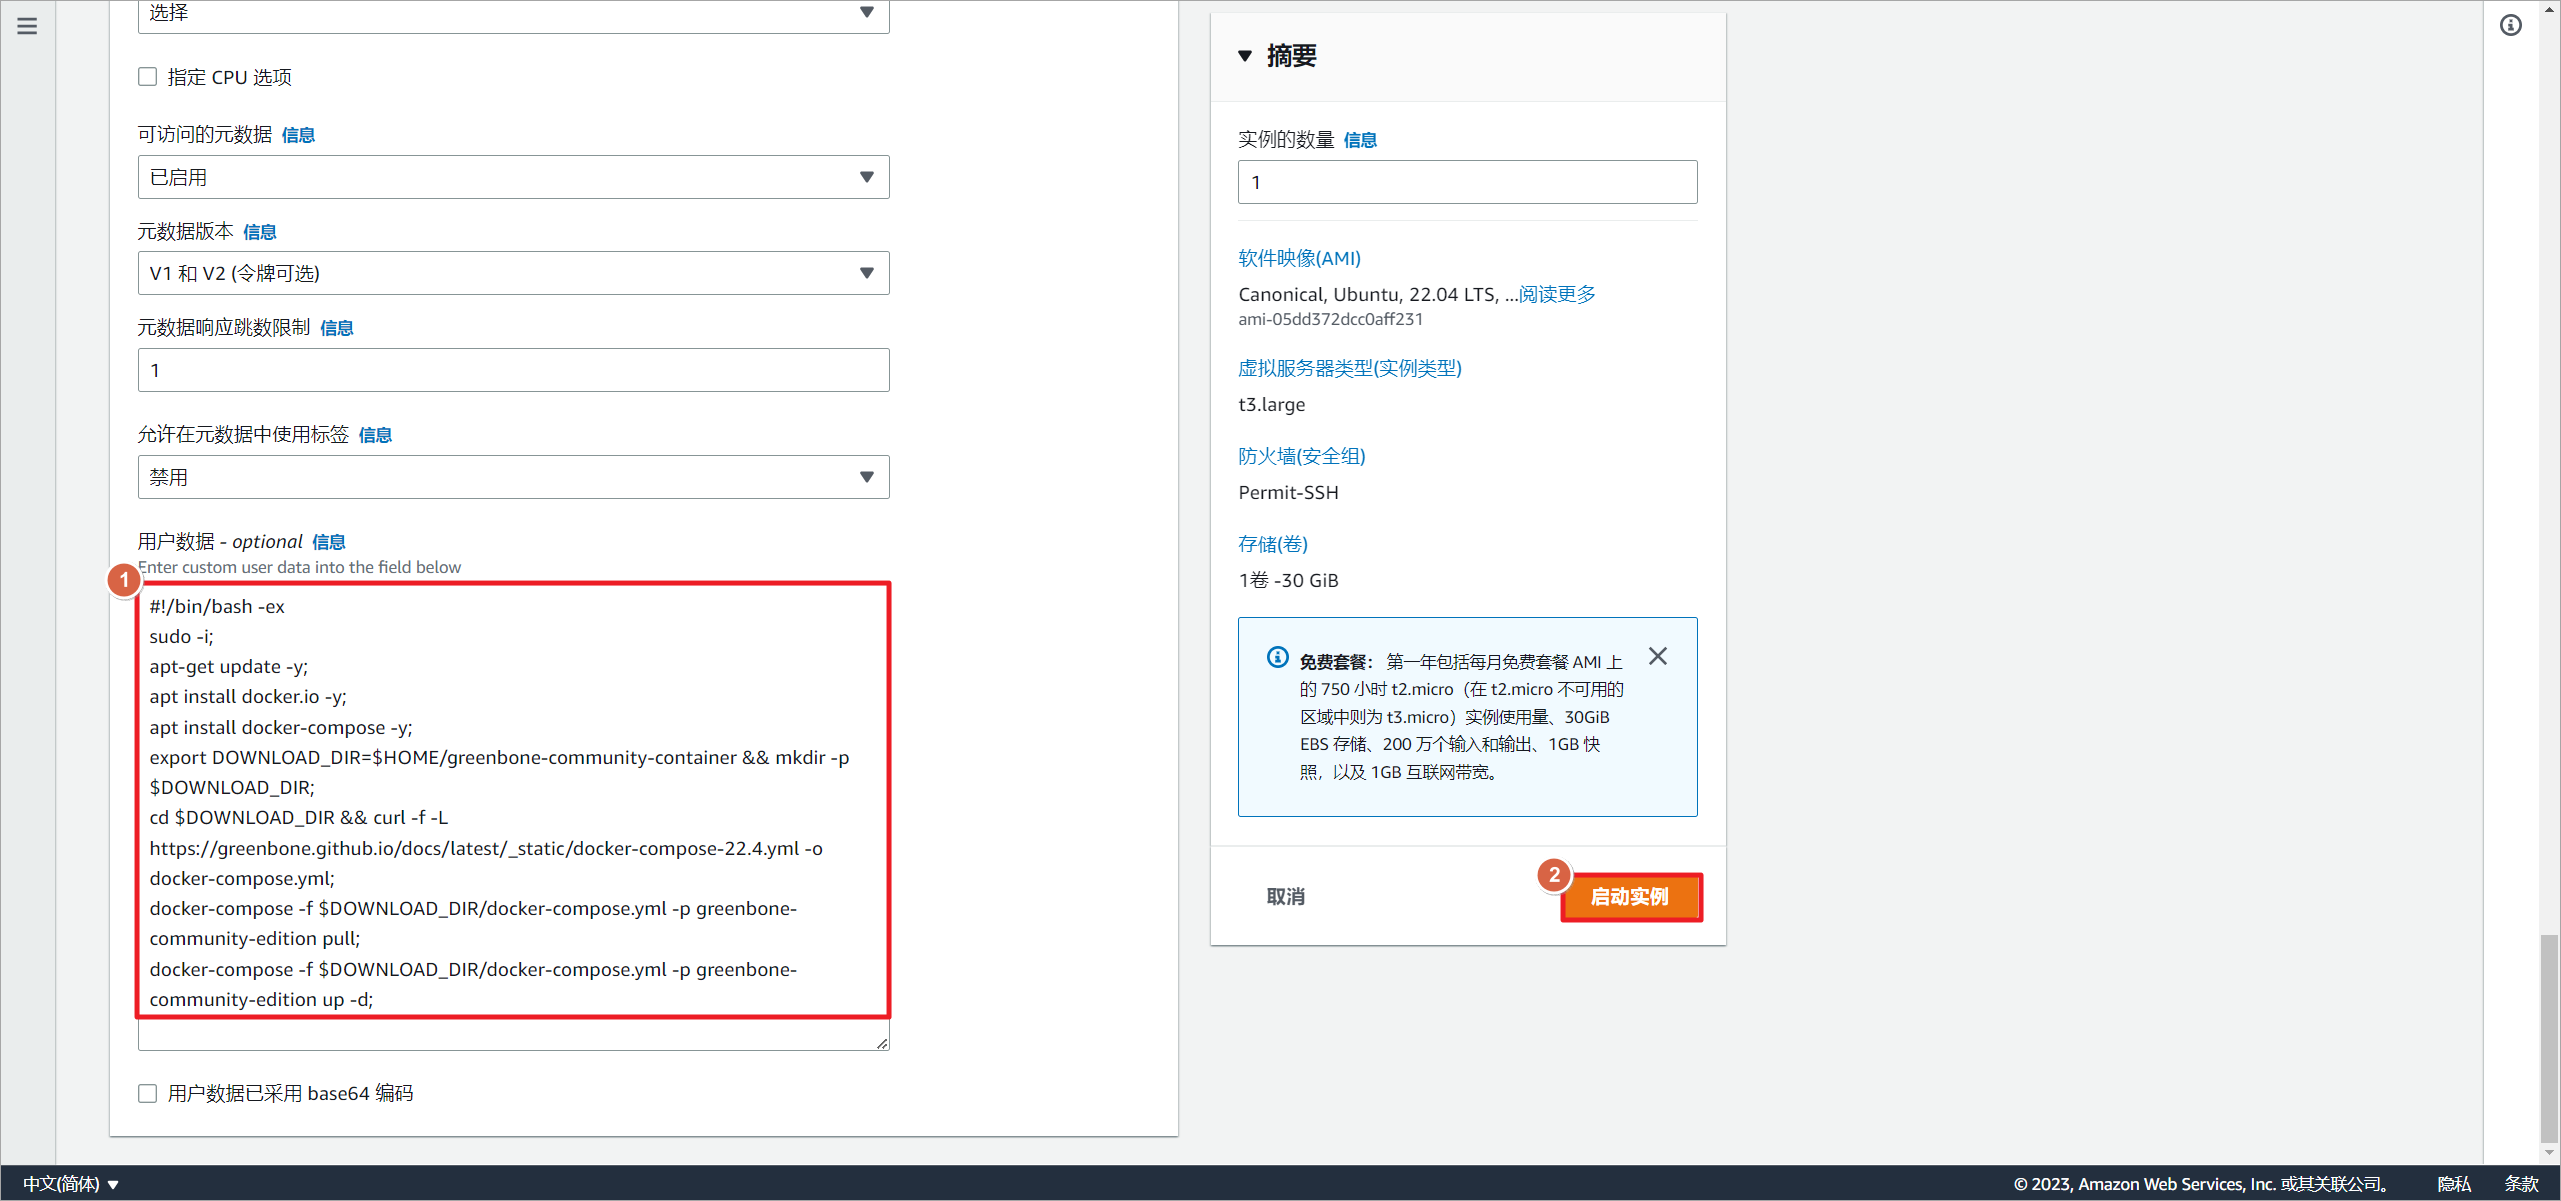 选择
指定 CPU 选项
可访问的元数据 信息
已启用
元数据版本 信息
V1 和 V2 (令牌可选)
元数据响应跳数限制 信息
1
允许在元数据中使用标签 信息
禁用
用户数据 - optional 信息
Enter custom user data into the field below
1
#!/bin/bash -ex
sudo -i;
apt-get update -y;
apt install docker.io -y;
apt install docker-compose -y;
export DOWNLOAD_DIR=$HOME/greenbone-community-container && mkdir -p
$DOWNLOAD_DIR;
cd $DOWNLOAD_DIR && curl -f -L
https://greenbone.github.io/docs/latest/_static/docker-compose-22.4.yml -o
docker-compose.yml;
docker-compose -f $DOWNLOAD_DIR/docker-compose.yml -p greenbone-
community-edition pull;
docker-compose -f $DOWNLOAD_DIR/docker-compose.yml -p greenbone-
community-edition up -d;
用户数据已采用 base64 编码
摘要
实例的数量 信息
1
软件映像(AMI)
Canonical, Ubuntu, 22.04 LTS, ...阅读更多
ami-05dd372dcc0aff231
虚拟服务器类型(实例类型)
t3.large
防火墙(安全组)
Permit-SSH
存储(卷)
1卷 -30 GiB
免费套餐： 第一年包括每月免费套餐 AMI 上
的 750 小时 t2.micro（在 t2.micro 不可用的
区域中则为 t3.micro）实例使用量、30GiB
EBS 存储、200 万个输入和输出、1GB 快
照，以及 1GB 互联网带宽。
取消
2
启动实例
中文(简体)
© 2023, Amazon Web Services, Inc. 或其关联公司。 隐私 条款